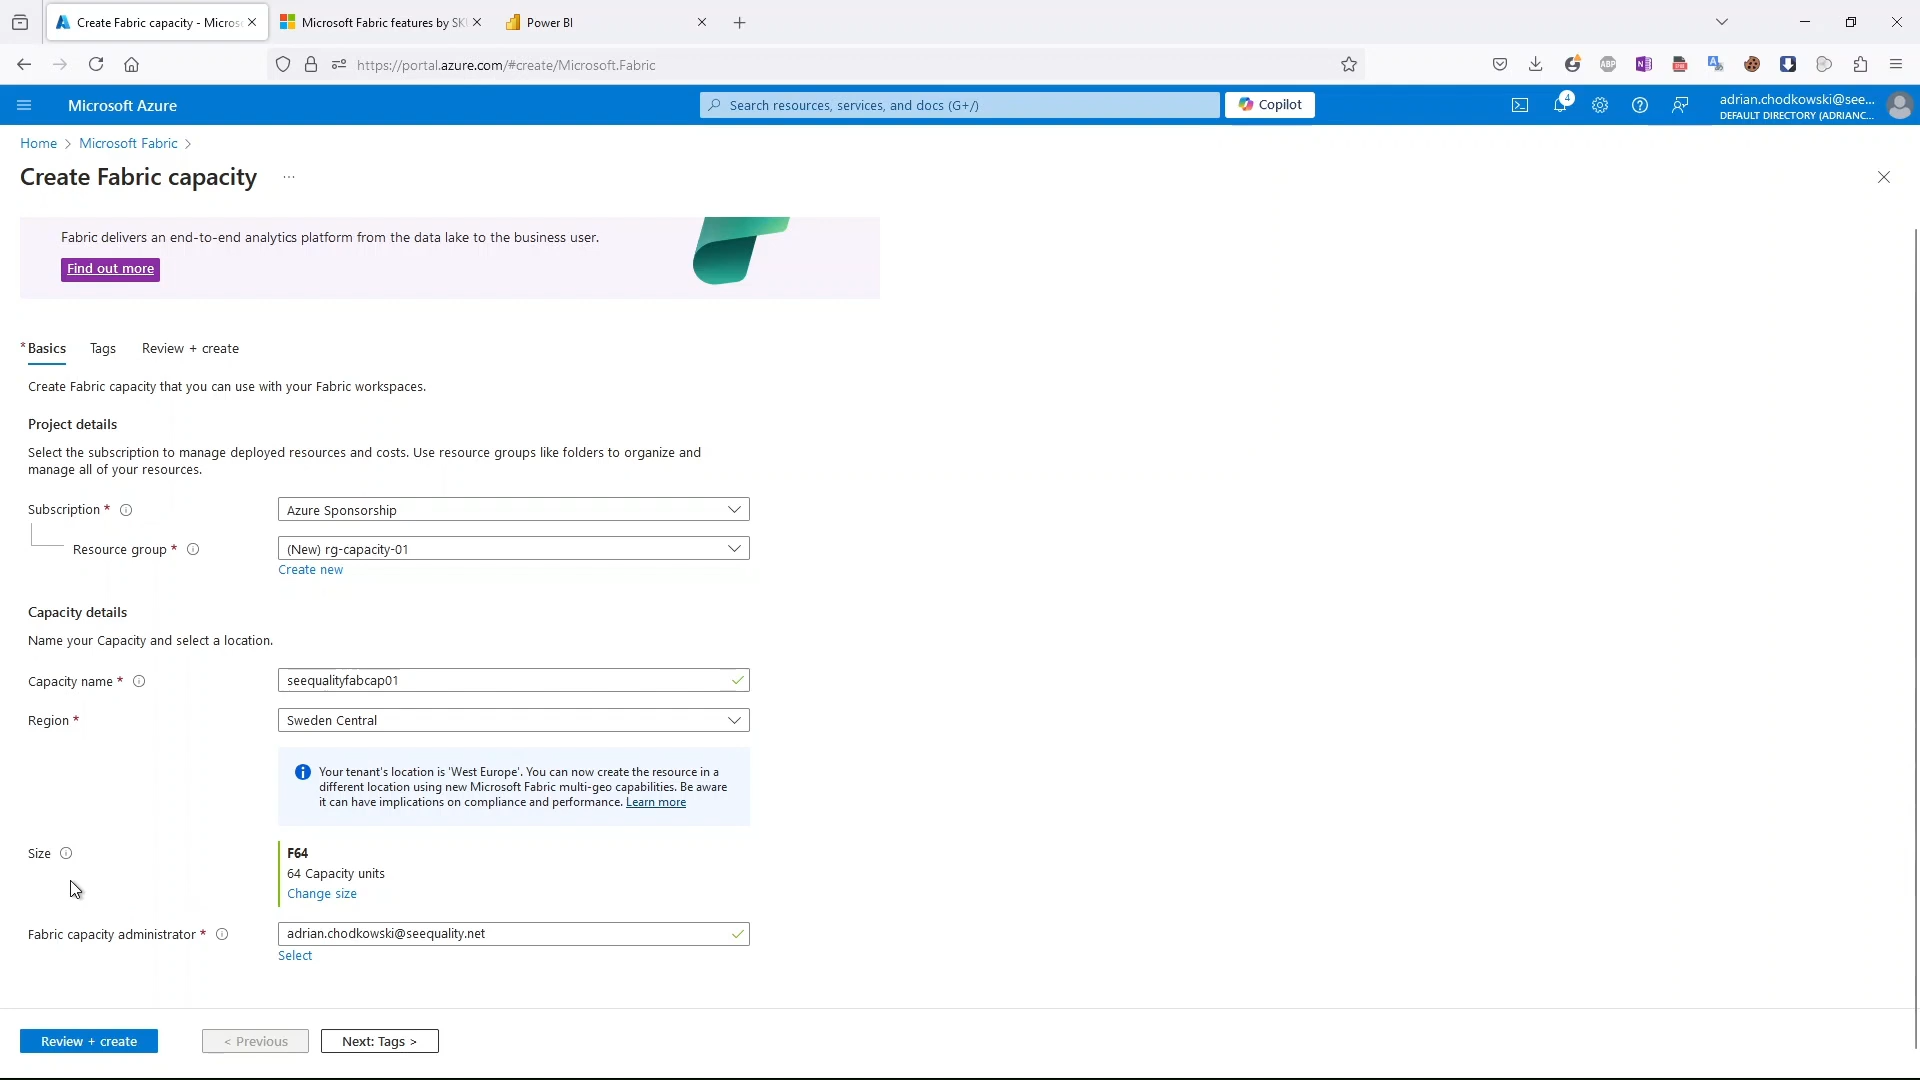 Create Fabric capacity - Micros
Microsoft Fabric features by SK
Power BI
https://portal.azure.com/#create/Microsoft.Fabric
Microsoft Azure
Search resources, services, and docs (G+/)
Copilot
4
adrian.chodkowski@see...
DEFAULT DIRECTORY (ADRIANC...
Home > Microsoft Fabric >
Create Fabric capacity ...
Fabric delivers an end-to-end analytics platform from the data lake to the business user.
Find out more
* Basics Tags Review + create
Create Fabric capacity that you can use with your Fabric workspaces.
Project details
Select the subscription to manage deployed resources and costs. Use resource groups like folders to organize and
manage all of your resources.
Subscription * Azure Sponsorship
Resource group * (New) rg-capacity-01
Create new
Capacity details
Name your Capacity and select a location.
Capacity name * seequalityfabcap01
Region * Sweden Central
Your tenant's location is 'West Europe'. You can now create the resource in a
different location using new Microsoft Fabric multi-geo capabilities. Be aware
it can have implications on compliance and performance. Learn more
Size F64
64 Capacity units
Change size
Fabric capacity administrator * adrian.chodkowski@seequality.net
Select
Review + create < Previous Next: Tags >